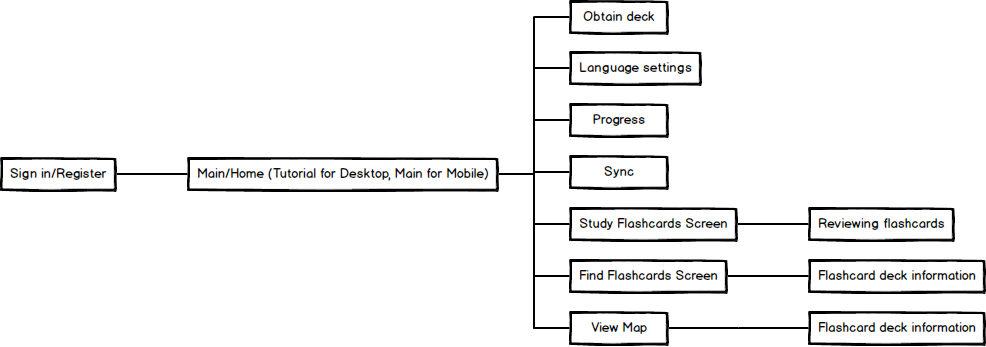 Obtain deck
Language settings
Progress
Sign in/Register
Main/Home (Tutorial for Desktop, Main for Mobile)
Sync
Study Flashcards Screen
Reviewing flashcards
Find Flashcards Screen
Flashcard deck information
View Map
Flashcard deck information